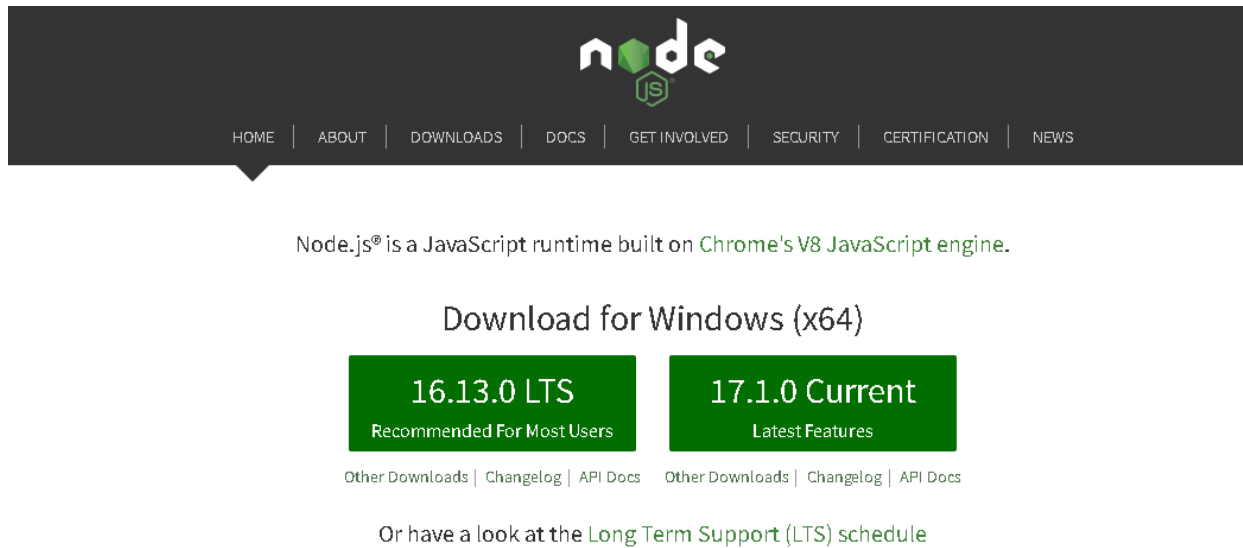 node
JS
HOME | ABOUT | DOWNLOADS | DOCS | GET INVOLVED | SECURITY | CERTIFICATION | NEWS
Node.js® is a JavaScript runtime built on Chrome's V8 JavaScript engine.
Download for Windows (x64)
16.13.0 LTS
Recommended For Most Users
17.1.0 Current
Latest Features
Other Downloads | Changelog | API Docs
Other Downloads | Changelog | API Docs
Or have a look at the Long Term Support (LTS) schedule